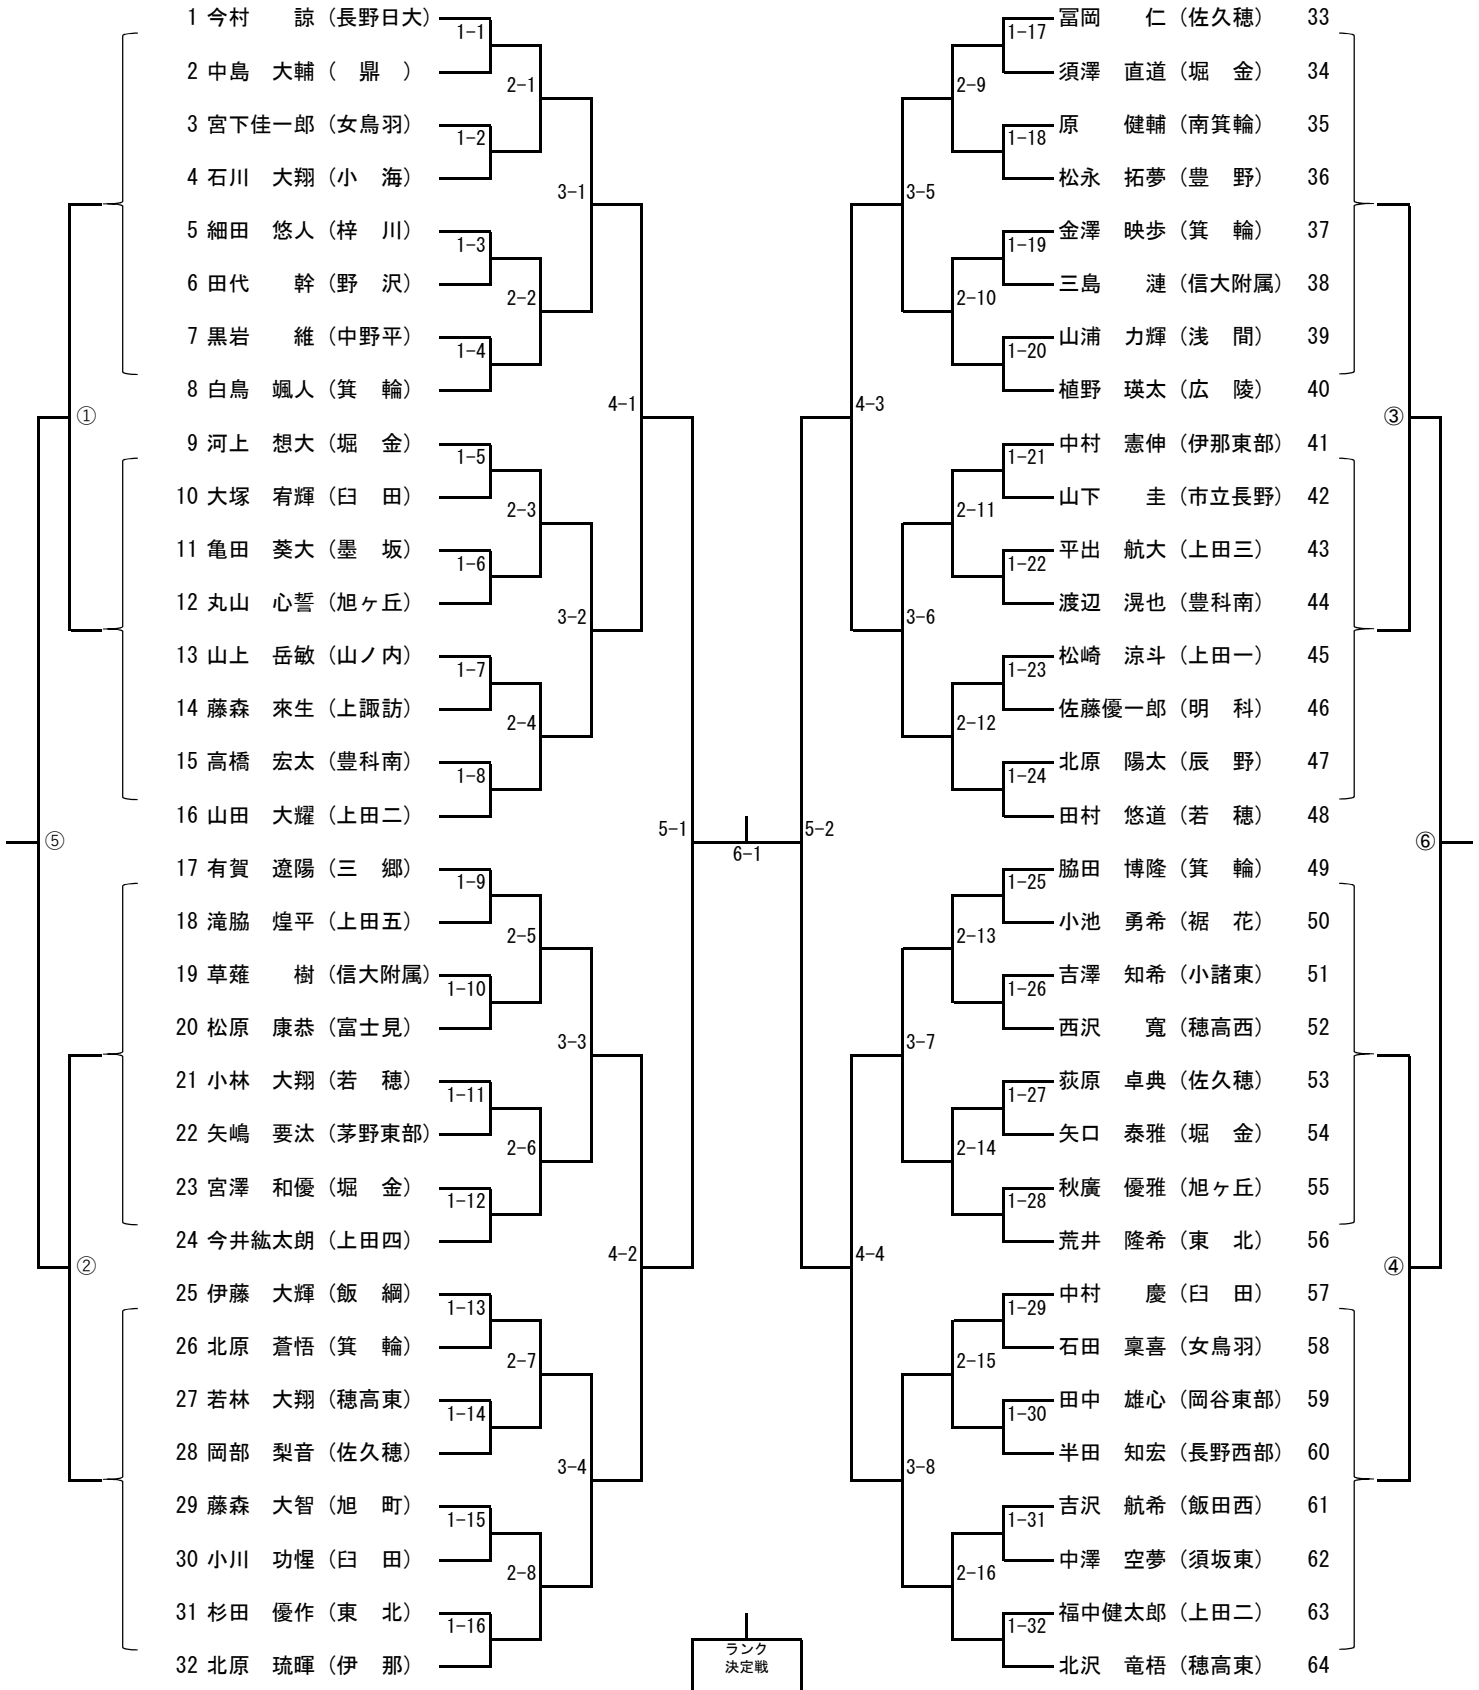 1 今村　　諒（長野日大）
1-1
2 中島　大輔（　鼎　）
2-1
3 宮下佳一郎（女鳥羽）
1-2
4 石川　大翔（小　海）
3-1
5 細田　悠人（梓　川）
1-3
6 田代　　幹（野　沢）
2-2
7 黒岩　　維（中野平）
1-4
8 白鳥　颯人（箕　輪）
4-1
①
9 河上　想大（堀　金）
1-5
10 大塚　宥輝（臼　田）
2-3
11 亀田　葵大（墨　坂）
1-6
12 丸山　心誓（旭ヶ丘）
3-2
13 山上　岳敏（山ノ内）
1-7
14 藤森　來生（上諏訪）
2-4
15 高橋　宏太（豊科南）
1-8
16 山田　大耀（上田二）
5-1
⑤
17 有賀　遼陽（三　郷）
1-9
18 滝脇　煌平（上田五）
2-5
19 草薙　　樹（信大附属）
1-10
20 松原　康恭（富士見）
3-3
21 小林　大翔（若　穂）
1-11
22 矢嶋　要汰（茅野東部）
2-6
23 宮澤　和優（堀　金）
1-12
24 今井紘太朗（上田四）
4-2
②
25 伊藤　大輝（飯　綱）
1-13
26 北原　蒼悟（箕　輪）
2-7
27 若林　大翔（穂高東）
1-14
28 岡部　梨音（佐久穂）
3-4
29 藤森　大智（旭　町）
1-15
30 小川　功惺（臼　田）
2-8
31 杉田　優作（東　北）
1-16
32 北原　琉暉（伊　那）
6-1
ランク
決定戦
冨岡　　仁（佐久穂） 33
1-17
須澤　直道（堀　金） 34
2-9
原　　健輔（南箕輪） 35
1-18
松永　拓夢（豊　野） 36
3-5
金澤　映歩（箕　輪） 37
1-19
三島　　漣（信大附属） 38
2-10
山浦　力輝（浅　間） 39
1-20
植野　瑛太（広　陵） 40
4-3
③
中村　憲伸（伊那東部） 41
1-21
山下　　圭（市立長野） 42
2-11
平出　航大（上田三） 43
1-22
渡辺　滉也（豊科南） 44
3-6
松崎　涼斗（上田一） 45
1-23
佐藤優一郎（明　科） 46
2-12
北原　陽太（辰　野） 47
1-24
田村　悠道（若　穂） 48
5-2
⑥
脇田　博隆（箕　輪） 49
1-25
小池　勇希（裾　花） 50
2-13
吉澤　知希（小諸東） 51
1-26
西沢　　寛（穂高西） 52
3-7
荻原　卓典（佐久穂） 53
1-27
矢口　泰雅（堀　金） 54
2-14
秋廣　優雅（旭ヶ丘） 55
1-28
荒井　隆希（東　北） 56
4-4
④
中村　　慶（臼　田） 57
1-29
石田　稟喜（女鳥羽） 58
2-15
田中　雄心（岡谷東部） 59
1-30
半田　知宏（長野西部） 60
3-8
吉沢　航希（飯田西） 61
1-31
中澤　空夢（須坂東） 62
2-16
福中健太郎（上田二） 63
1-32
北沢　竜梧（穂高東） 64